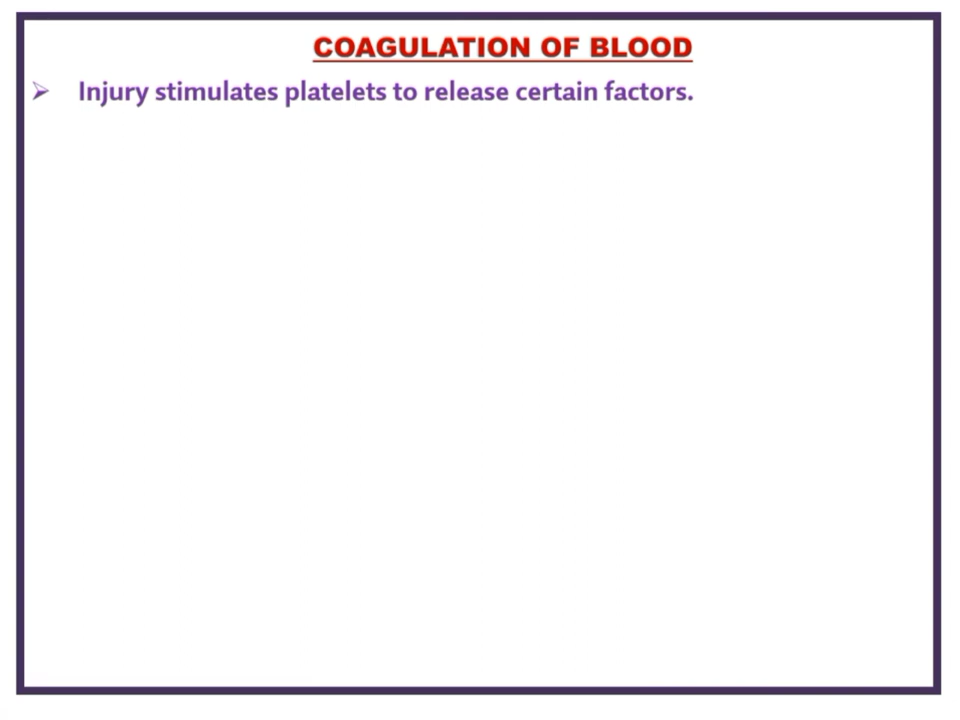 COAGULATION OF BLOOD
➢ Injury stimulates platelets to release certain factors.